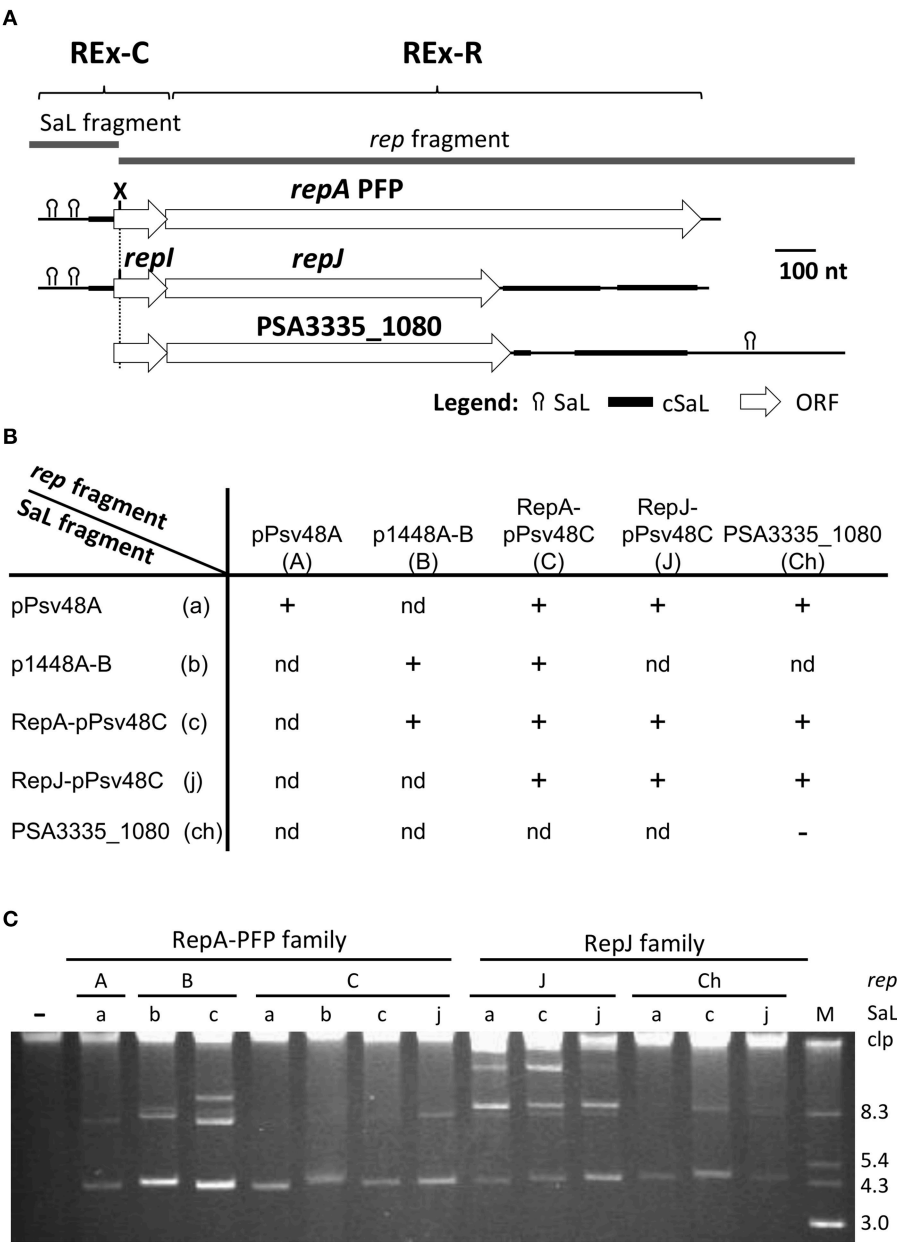 A
REx-C REx-R
SaL fragment
rep fragment
X
repA PFP
repI repJ
100 nt
PSA3335_1080
Legend: SaL cSaL ORF
B
rep fragment
SaL fragment
pPsv48A (A)
p1448A-B (B)
RepA-pPsv48C (C)
RepJ-pPsv48C (J)
PSA3335_1080 (Ch)
pPsv48A (a) + nd + + +
p1448A-B (b) nd + + nd nd
RepA-pPsv48C (c) nd + + + +
RepJ-pPsv48C (j) nd nd + + +
PSA3335_1080 (ch) nd nd nd nd -
C
RepA-PFP family RepJ family
A B C J Ch rep
- a b c a b c j a c j a c j M SaL
clp
8.3
5.4
4.3
3.0